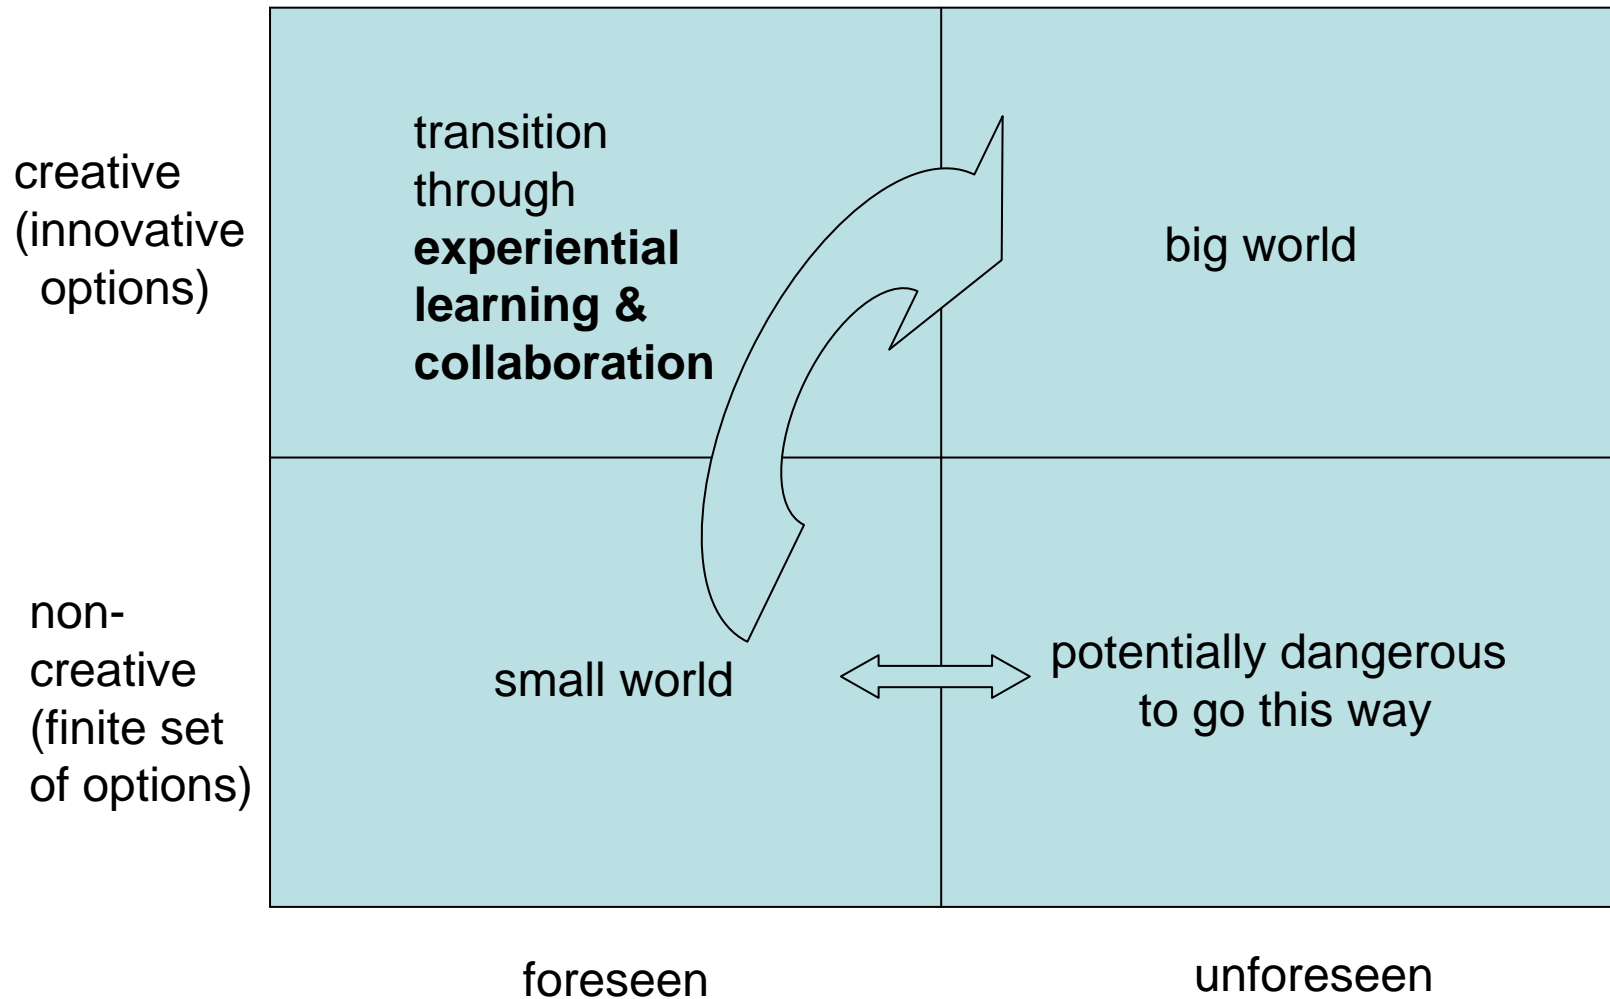 creative
(innovative
options)
transition
through
experiential
learning &
collaboration
big world
non-
creative
(finite set
of options)
small world
potentially dangerous
to go this way
foreseen
unforeseen